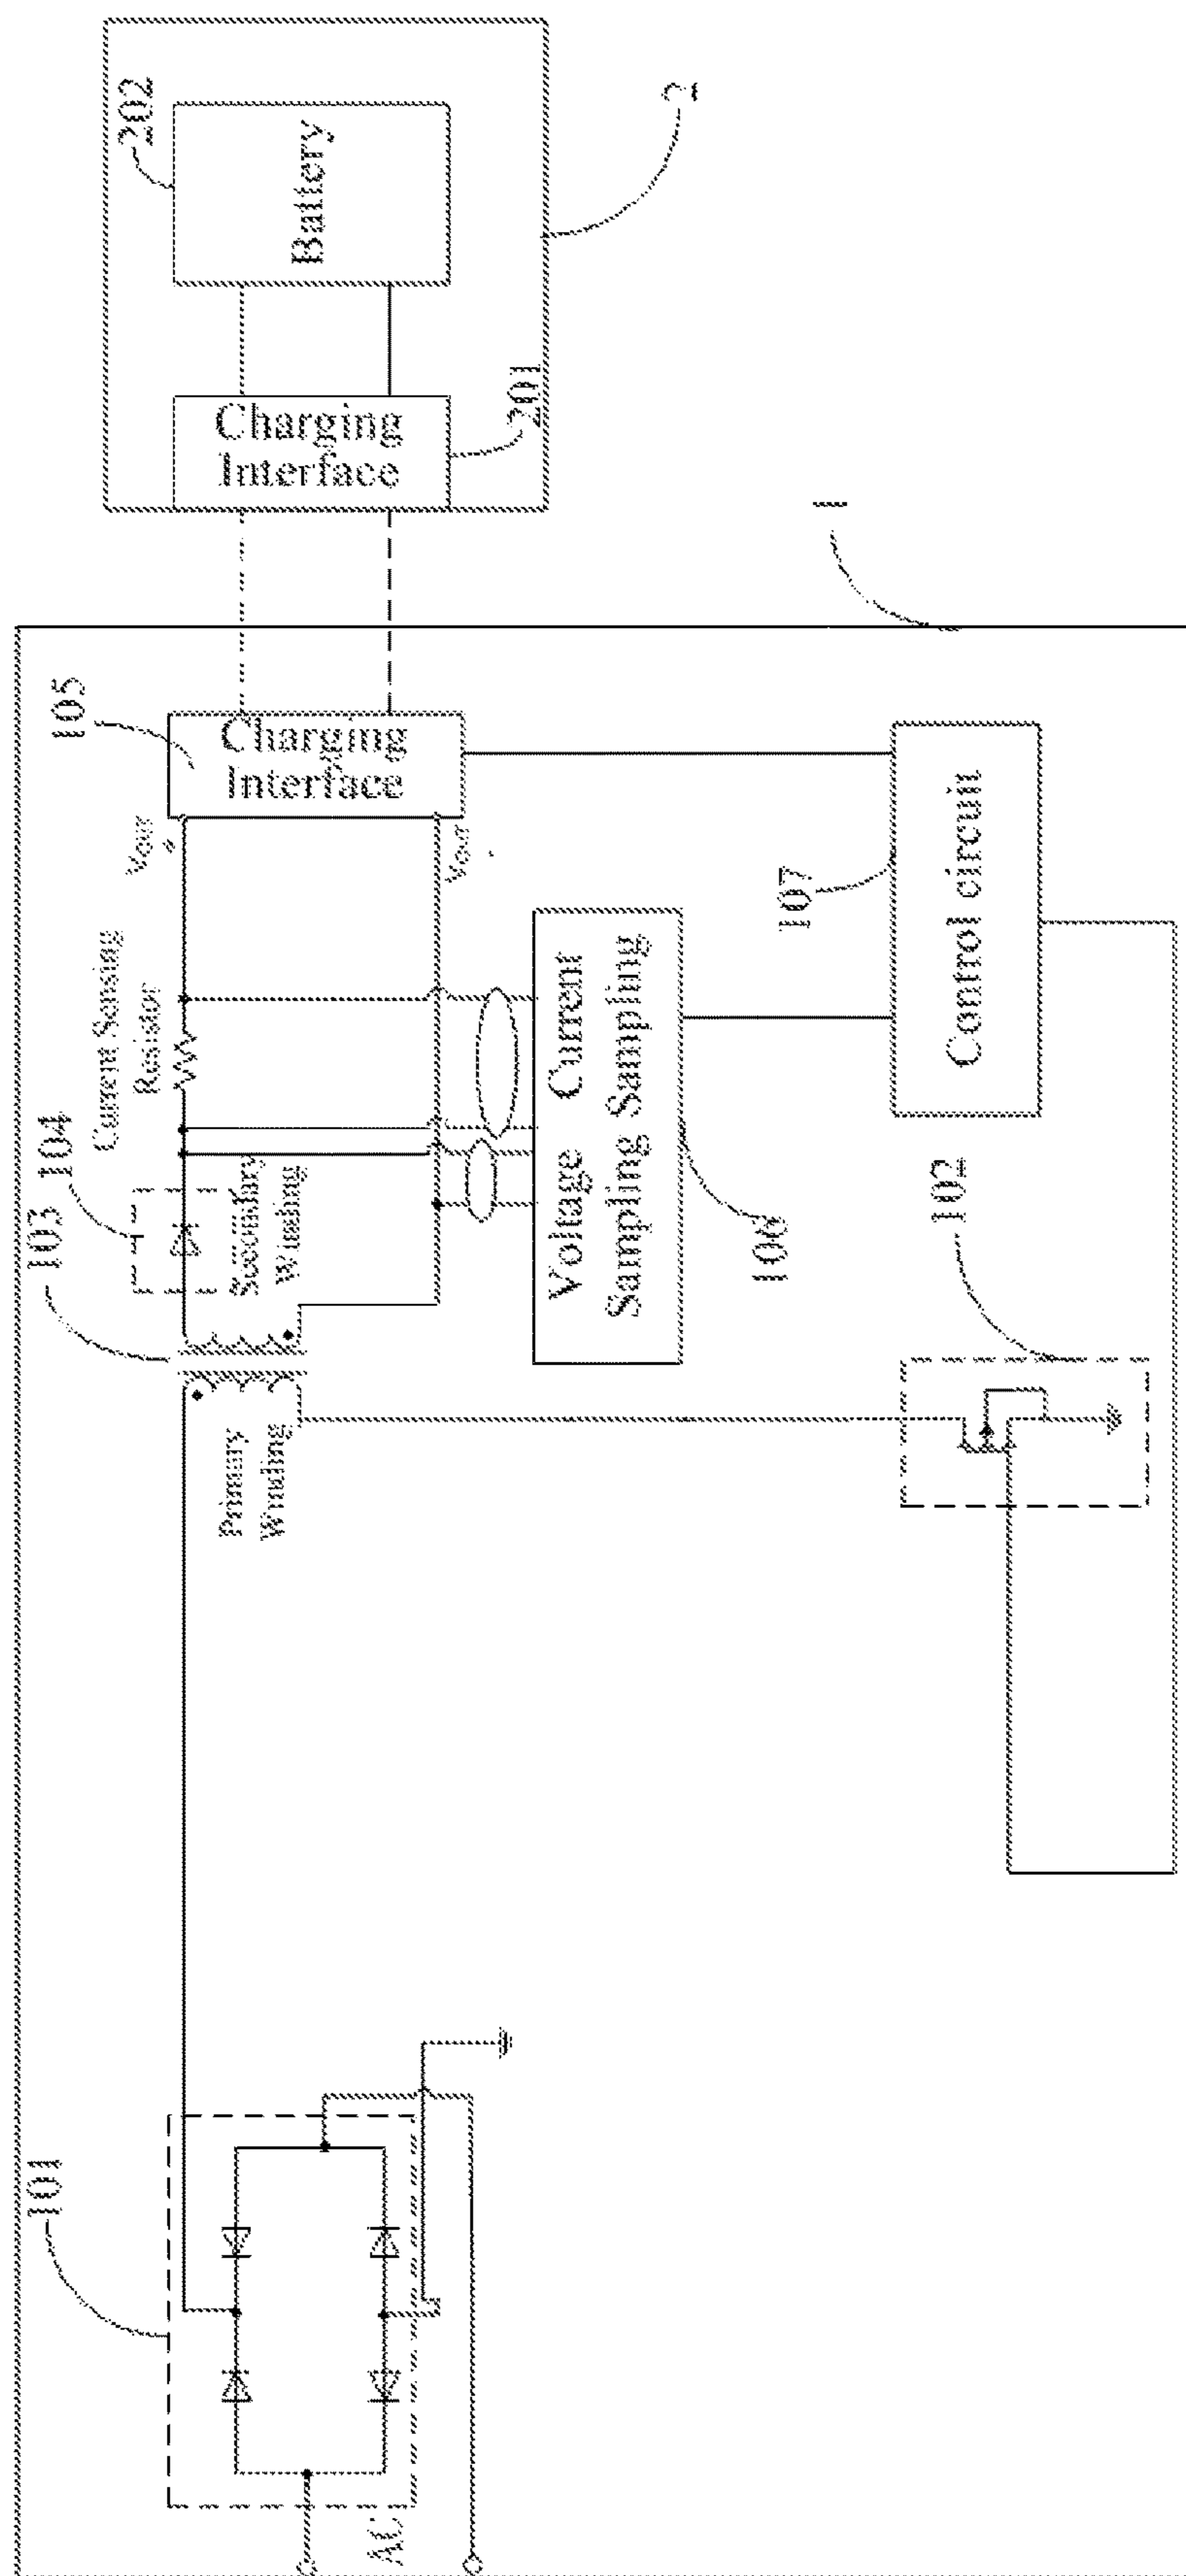 202
Battery
2
Charging
Interface
201
1
105
Charging
Interface
Vout
+
Vout
-
Current Sensing
Resistor
104
103
Secondary
Winding
Primary
Winding
Voltage
Sampling
Current
Sampling
106
107
Control circuit
102
101
AC